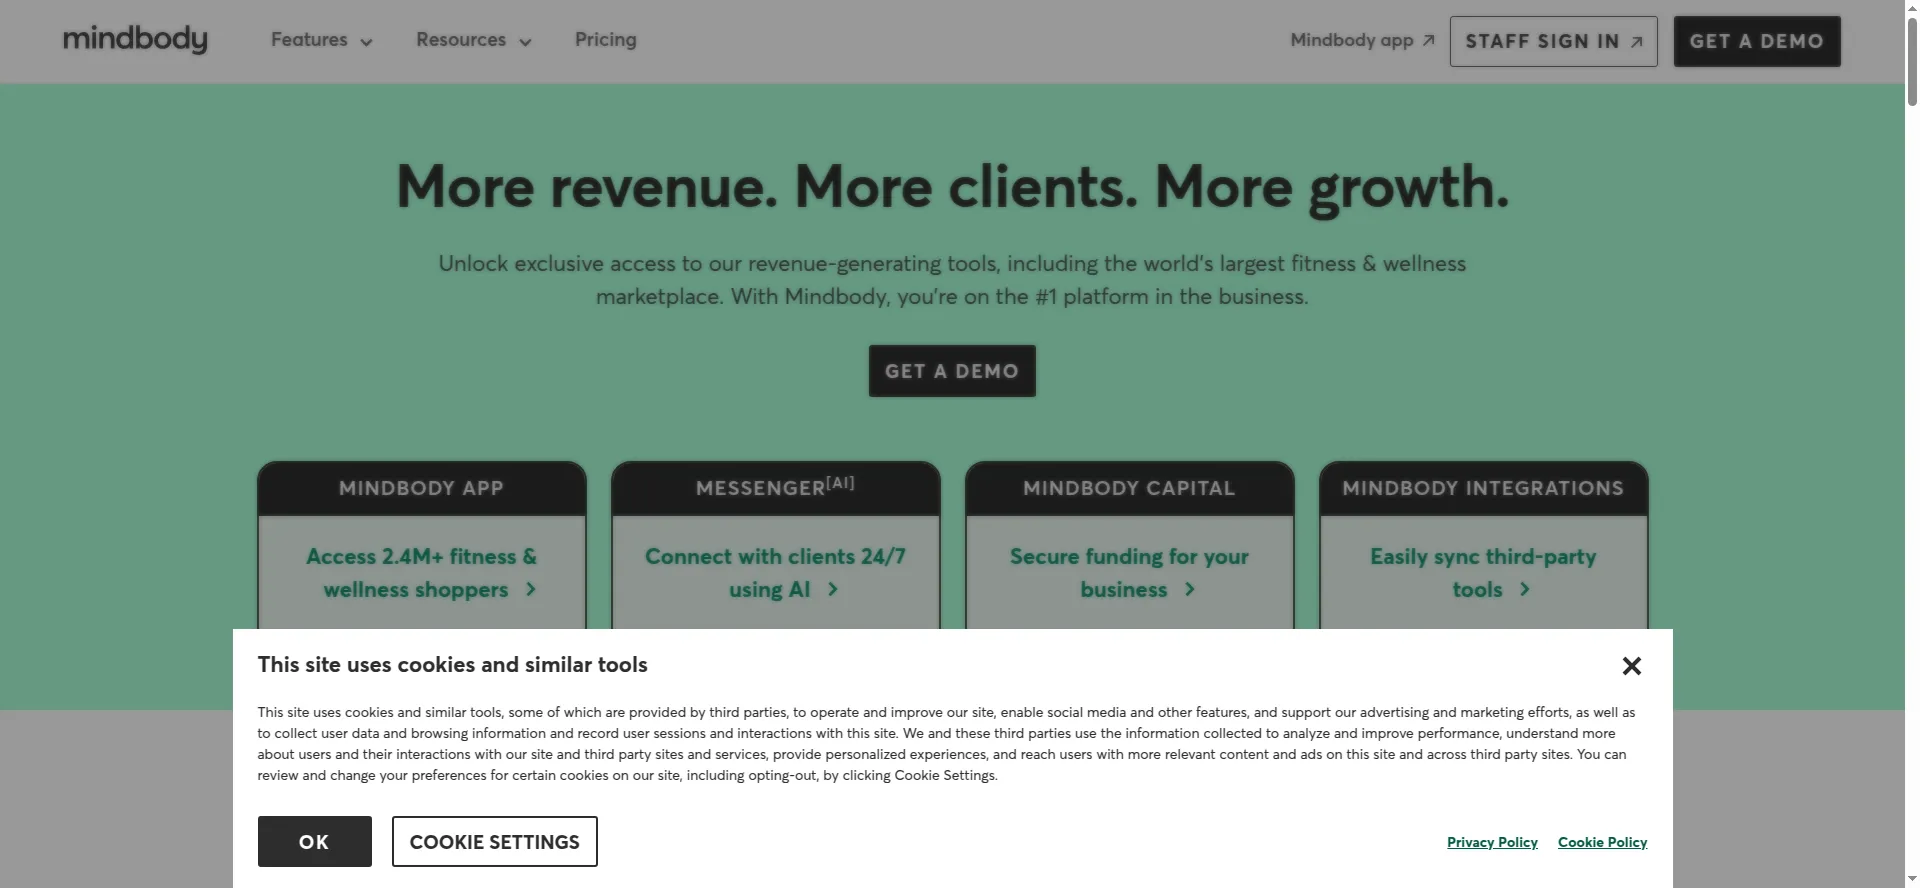 mindbody
Features
Resources
Pricing
Mindbody app
STAFF SIGN IN
GET A DEMO
More revenue. More clients. More growth.
Unlock exclusive access to our revenue-generating tools, including the world's largest fitness & wellness
marketplace. With Mindbody, you're on the #1 platform in the business.
GET A DEMO
MINDBODY APP
Access 2.4M+ fitness &
wellness shoppers
MESSENGER[AI]
Connect with clients 24/7
using AI
MINDBODY CAPITAL
Secure funding for your
business
MINDBODY INTEGRATIONS
Easily sync third-party
tools
This site uses cookies and similar tools
This site uses cookies and similar tools, some of which are provided by third parties, to operate and improve our site, enable social media and other features, and support our advertising and marketing efforts, as well as
to collect user data and browsing information and record user sessions and interactions with this site. We and these third parties use the information collected to analyze and improve performance, understand more
about users and their interactions with our site and third party sites and services, provide personalized experiences, and reach users with more relevant content and ads on this site and across third party sites. You can
review and change your preferences for certain cookies on our site, including opting-out, by clicking Cookie Settings.
OK
COOKIE SETTINGS
Privacy Policy
Cookie Policy